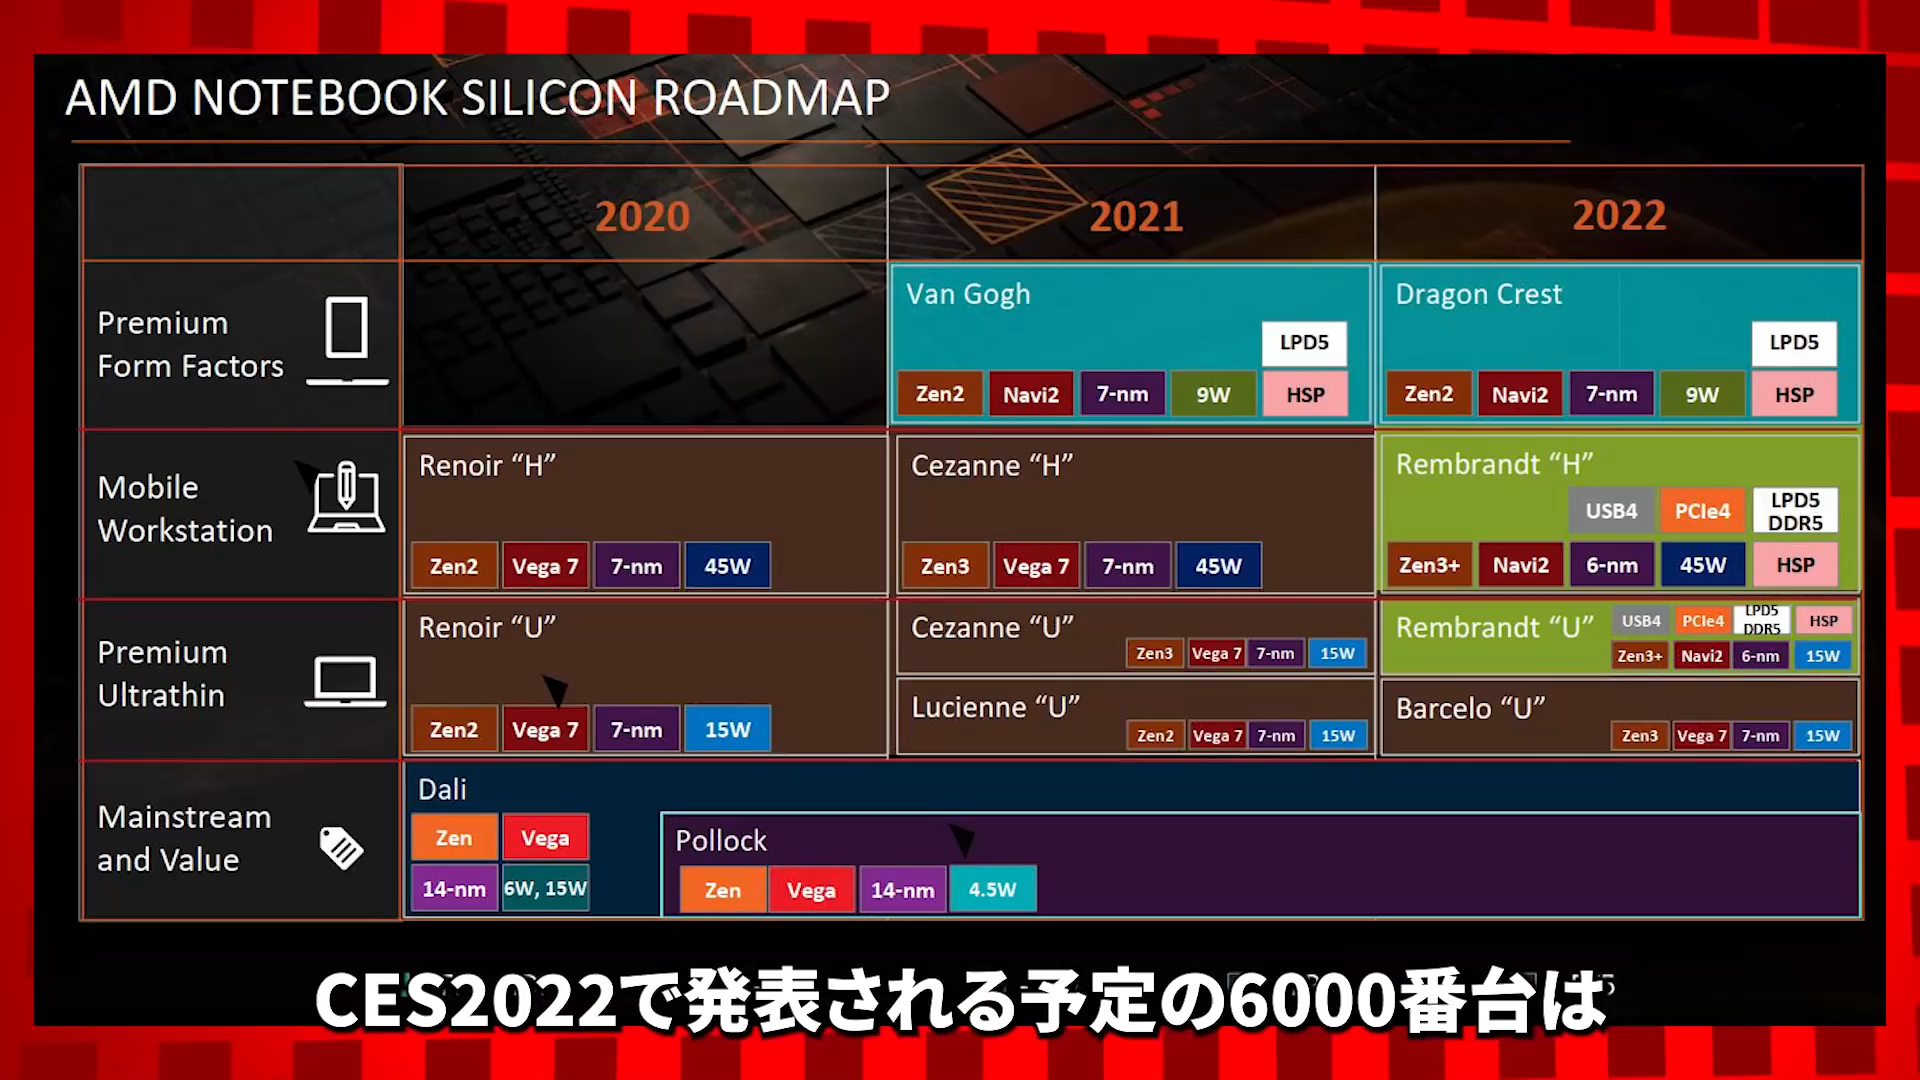 AMD NOTEBOOK SILICON ROADMAP
2020 2021 2022
Premium
Form Factors
Van Gogh
LPD5
Zen2 Navi2 7-nm 9W HSP
Dragon Crest
LPD5
Zen2 Navi2 7-nm 9W HSP
Mobile
Workstation
Renoir “H”
Zen2 Vega 7 7-nm 45W
Cezanne “H”
Zen3 Vega 7 7-nm 45W
Rembrandt “H”
USB4 PCIe4 LPD5
DDR5
Zen3+ Navi2 6-nm 45W HSP
Premium
Ultrathin
Renoir “U”
Zen2 Vega 7 7-nm 15W
Cezanne “U”
Zen3 Vega 7 7-nm 15W
Lucienne “U”
Zen2 Vega 7 7-nm 15W
Rembrandt “U”
USB4 PCIe4 LPD5
DDR5 HSP
Zen3+ Navi2 6-nm 15W
Barcelo “U”
Zen3 Vega 7 7-nm 15W
Mainstream
and Value
Dali
Zen Vega
14-nm 6W, 15W
Pollock
Zen Vega 14-nm 4.5W
CES2022で発表される予定の6000番台は